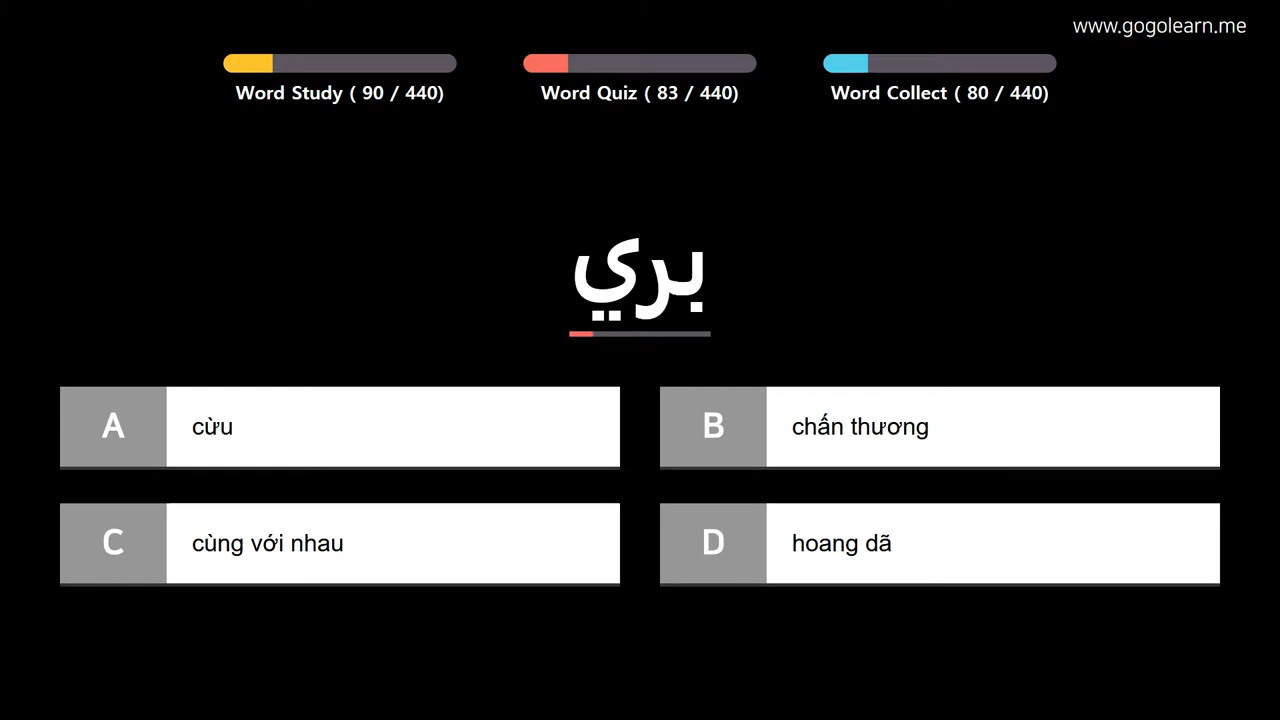 www.gogolearn.me
Word Study ( 90 / 440)
Word Quiz ( 83 / 440)
Word Collect ( 80 / 440)
بري
A cừu
B chấn thương
C cùng với nhau
D hoang dã